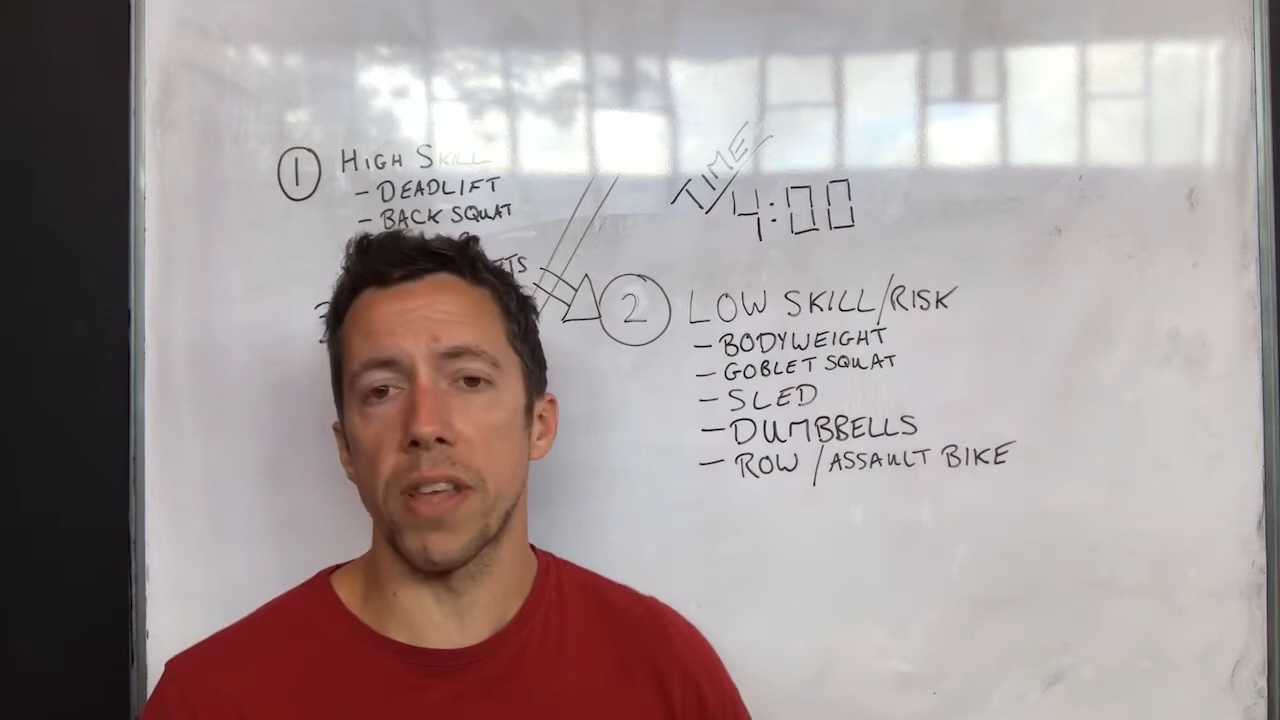 1 HIGH SKILL
- DEADLIFT
- BACK SQUAT
TIME
4:00
2 LOW SKILL/RISK
- BODYWEIGHT
- GOBLET SQUAT
- SLED
- DUMBBELLS
- ROW / ASSAULT BIKE